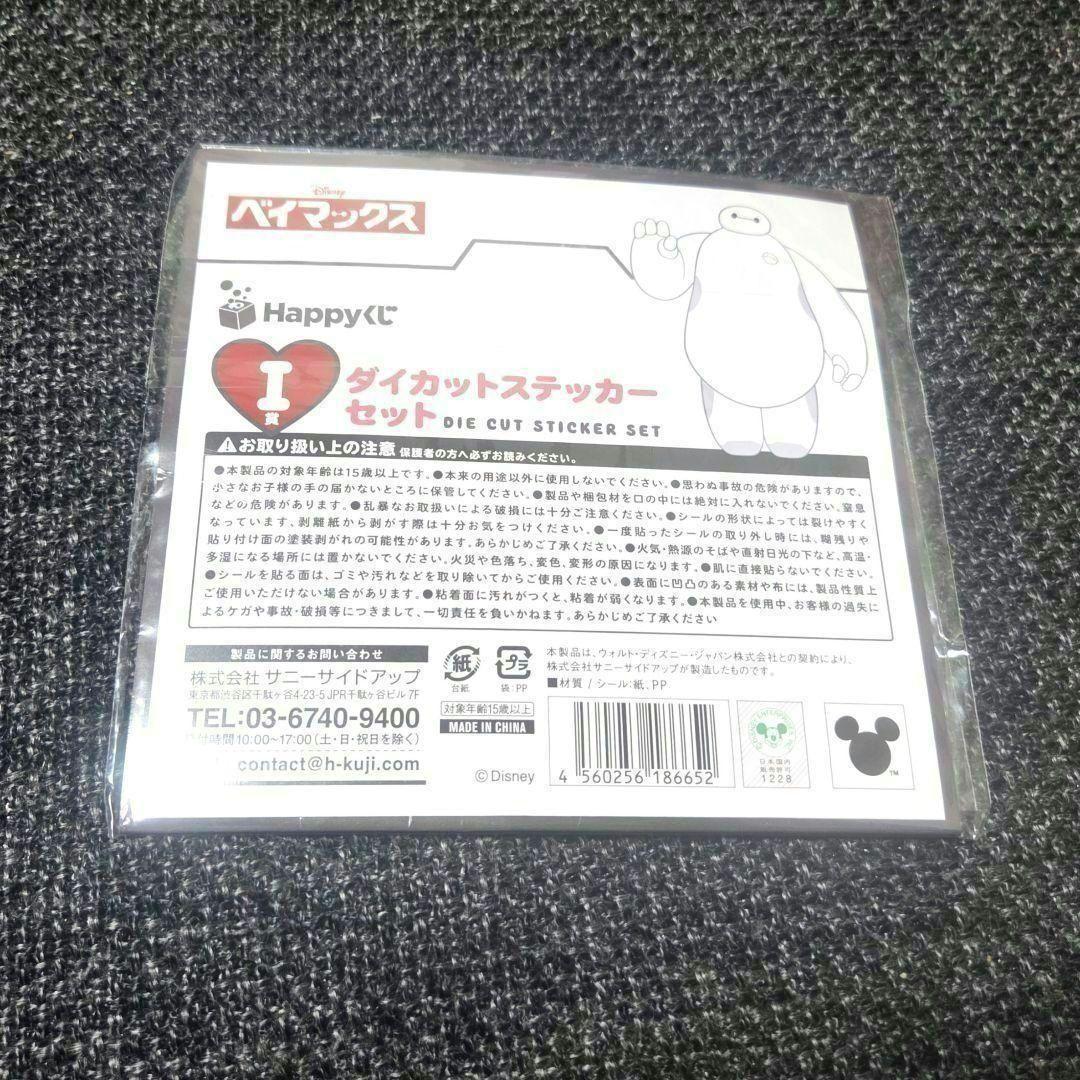 Disney
ベイマックス
Happyくじ
I
賞
ダイカットステッカー
セット DIE CUT STICKER SET
お取り扱い上の注意 保護者の方へ必ずお読みください。
●本製品の対象年齢は15歳以上です。●本来の用途以外に使用しないでください。●思わぬ事故の危険がありますので、
小さなお子様の手の届かないところに保管してください。●製品や梱包材を口の中には絶対に入れないでください。窒息
などの危険があります。●乱暴なお取扱いによる破損には十分ご注意ください。●シールの形状によっては裂けやすく
なっています、剥離紙から剥がす際は十分お気をつけください。●一度貼ったシールの取り外し時には、糊残りや
貼り付け面の塗装剥がれの可能性があります。あらかじめご了承ください。●火気・熱源のそばや直射日光の下など、高温・
多湿になる場所には置かないでください。火災や色落ち、変色、変形の原因になります。●肌に直接貼らないでください。
●シールを貼る面は、ゴミや汚れなどを取り除いてからご使用ください。●表面に凹凸のある素材や布には、製品性質上
ご使用いただけない場合があります。●粘着面に汚れがつくと、粘着が弱くなります。●本製品を使用中、お客様の過失に
よるケガや事故・破損等につきまして、一切責任を負いかねます。あらかじめご了承ください
製品に関するお問い合わせ
株式会社 サニーサイドアップ
東京都渋谷区千駄ヶ谷4-23-5 JPR千駄ヶ谷ビル 7F
TEL:03-6740-9400
受付時間10:00~17:00(土・日・祝日を除く)
contact@h-kuji.com
紙
台紙
プラ
袋:PP
対象年齢15歳以上
MADE IN CHINA
©Disney
本製品は、ウォルト・ディズニー・ジャパン株式会社との契約により、
株式会社サニーサイドアップが製造したものです。
■材質 / シール:紙、PP
4 560256 186652
日本国内
販売許可
1228
TM